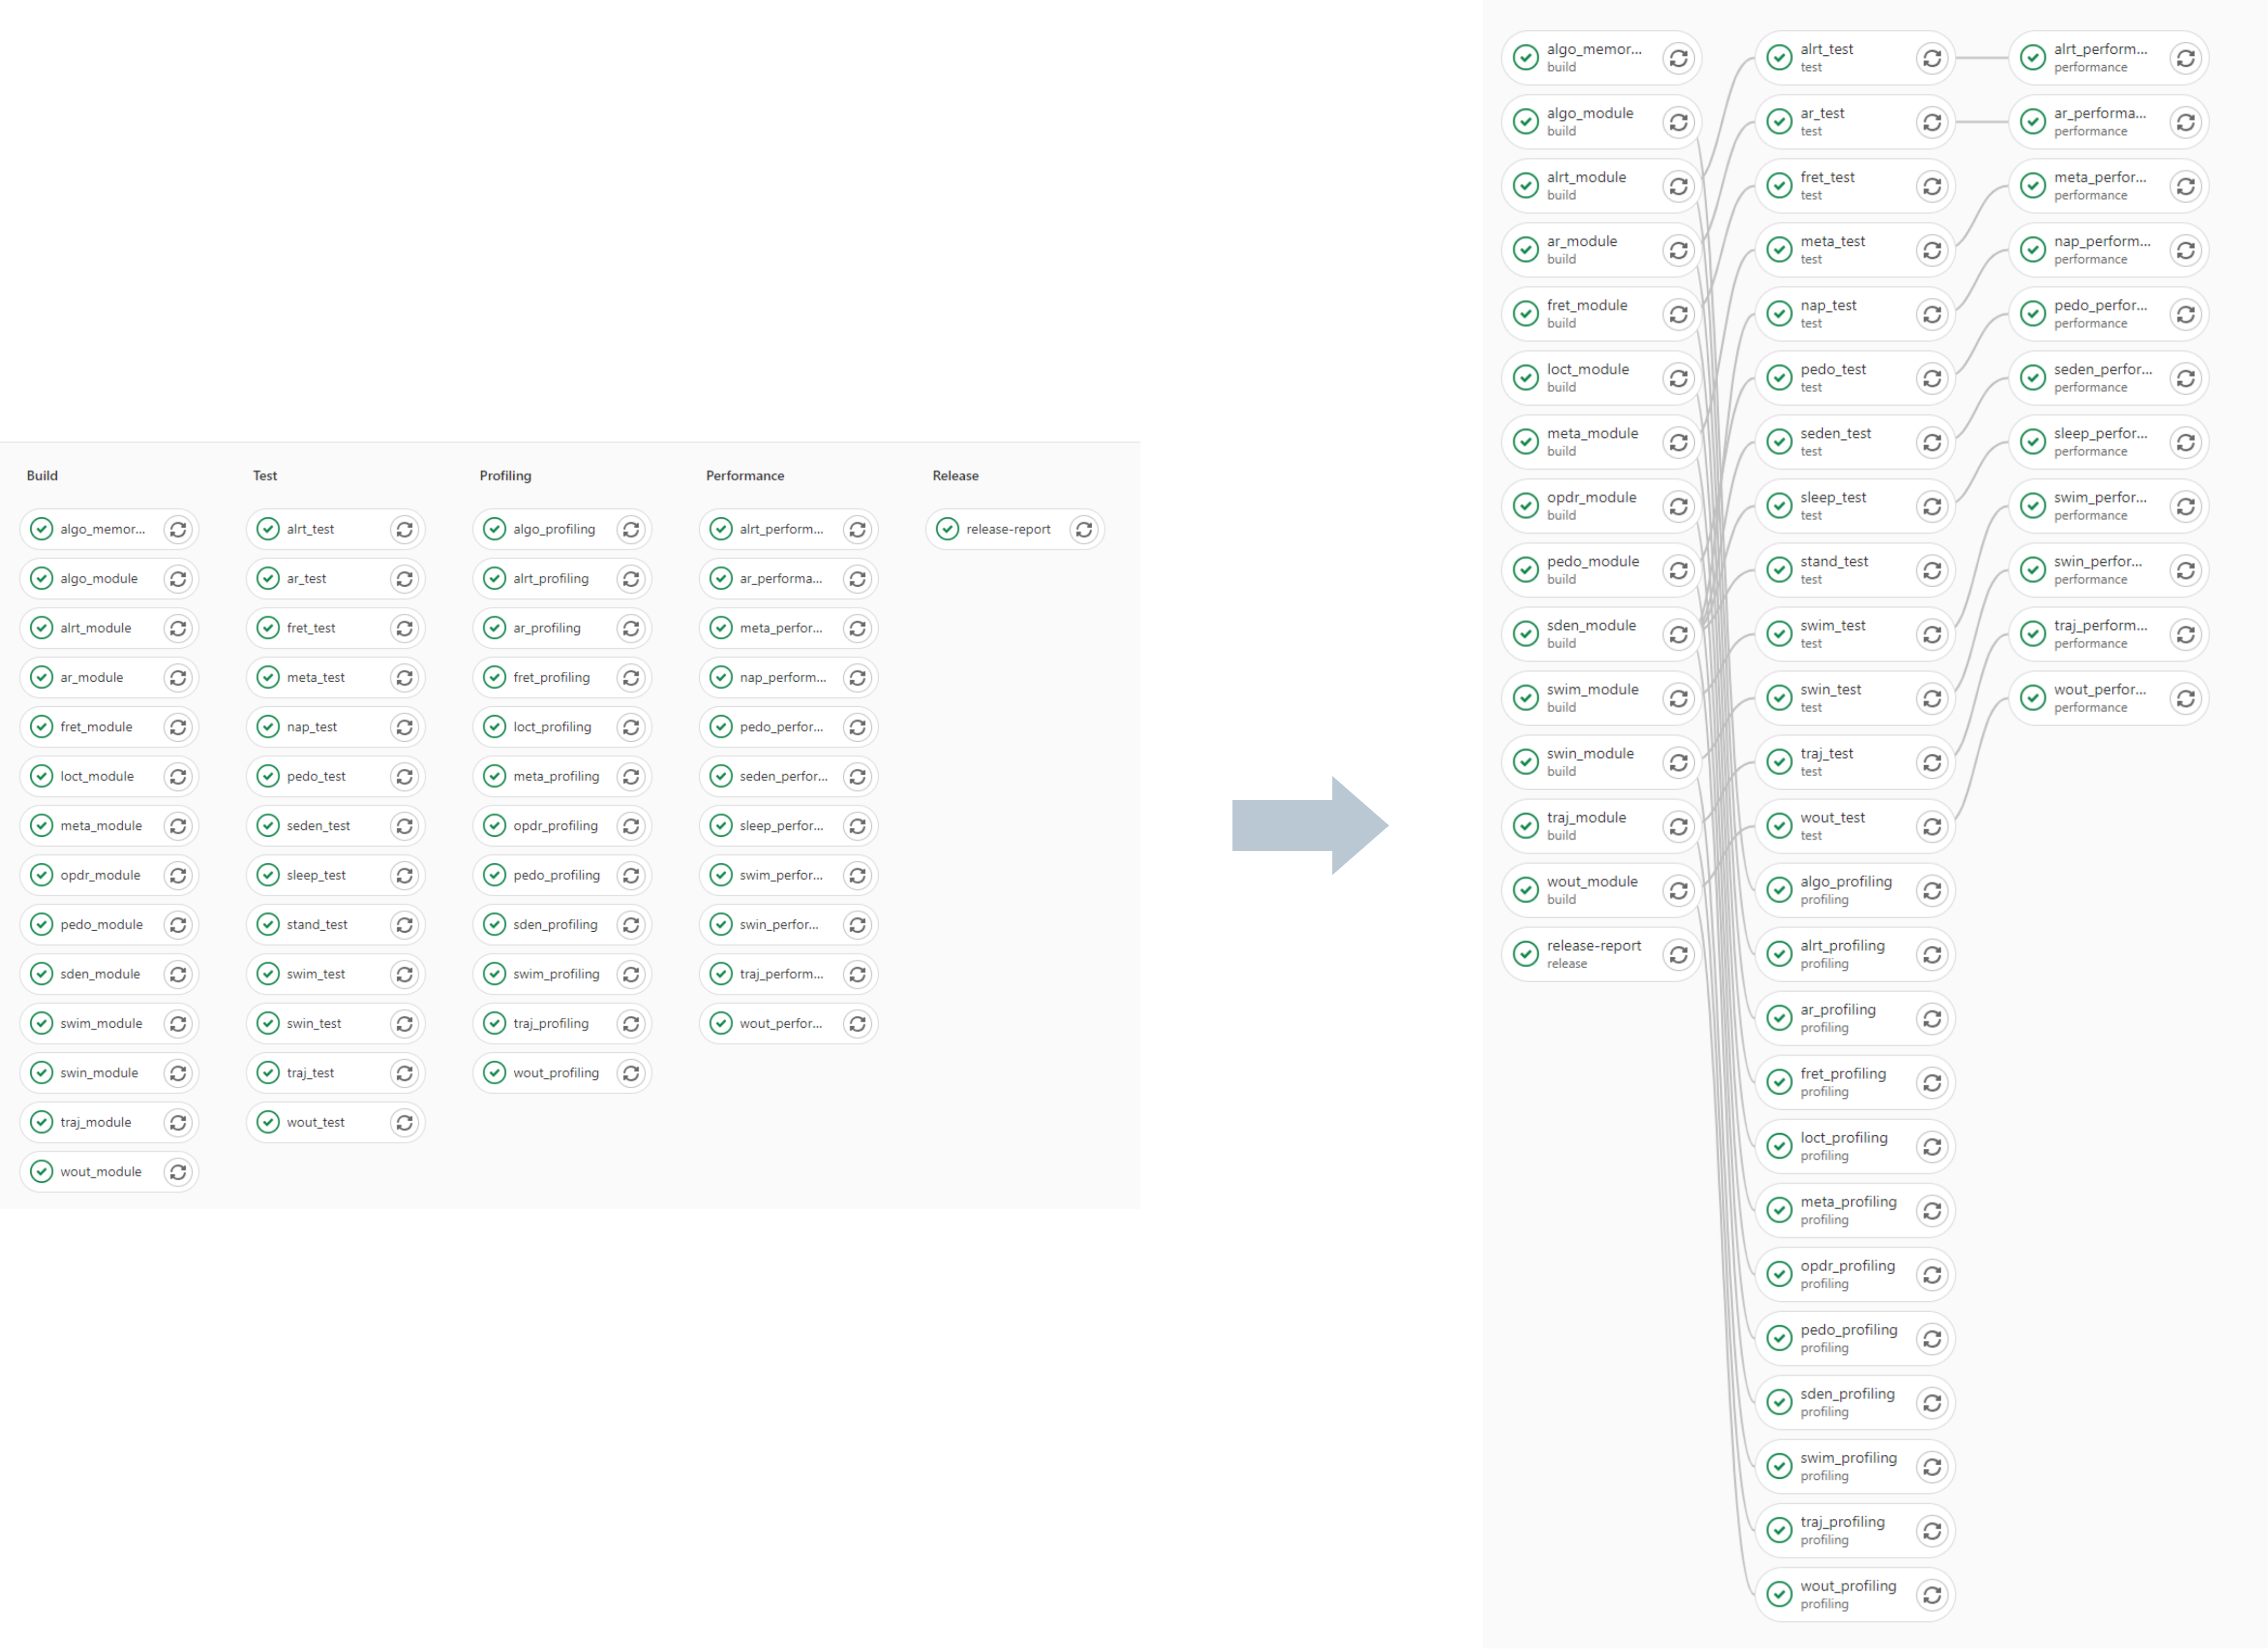 Build
algo_memor...
algo_module
alrt_module
ar_module
fret_module
loct_module
meta_module
opdr_module
pedo_module
sden_module
swim_module
swin_module
traj_module
wout_module
Test
alrt_test
ar_test
fret_test
meta_test
nap_test
pedo_test
seden_test
sleep_test
stand_test
swim_test
swin_test
traj_test
wout_test
Profiling
algo_profiling
alrt_profiling
ar_profiling
fret_profiling
loct_profiling
meta_profiling
opdr_profiling
pedo_profiling
sden_profiling
swim_profiling
traj_profiling
wout_profiling
Performance
alrt_perform...
ar_performa...
meta_perfor...
nap_perform...
pedo_perfor...
seden_perfor...
sleep_perfor...
swim_perfor...
swin_perfor...
traj_perform...
wout_perfor...
Release
release-report
algo_memor...
build
algo_module
build
alrt_module
build
ar_module
build
fret_module
build
loct_module
build
meta_module
build
opdr_module
build
pedo_module
build
sden_module
build
swim_module
build
swin_module
build
traj_module
build
wout_module
build
release-report
release
alrt_test
test
ar_test
test
fret_test
test
meta_test
test
nap_test
test
pedo_test
test
seden_test
test
sleep_test
test
stand_test
test
swim_test
test
swin_test
test
traj_test
test
wout_test
test
algo_profiling
profiling
alrt_profiling
profiling
ar_profiling
profiling
fret_profiling
profiling
loct_profiling
profiling
meta_profiling
profiling
opdr_profiling
profiling
pedo_profiling
profiling
sden_profiling
profiling
swim_profiling
profiling
traj_profiling
profiling
wout_profiling
profiling
alrt_perform...
performance
ar_performa...
performance
meta_perfor...
performance
nap_perform...
performance
pedo_perfor...
performance
seden_perfor...
performance
sleep_perfor...
performance
swim_perfor...
performance
swin_perfor...
performance
traj_perform...
performance
wout_perfor...
performance